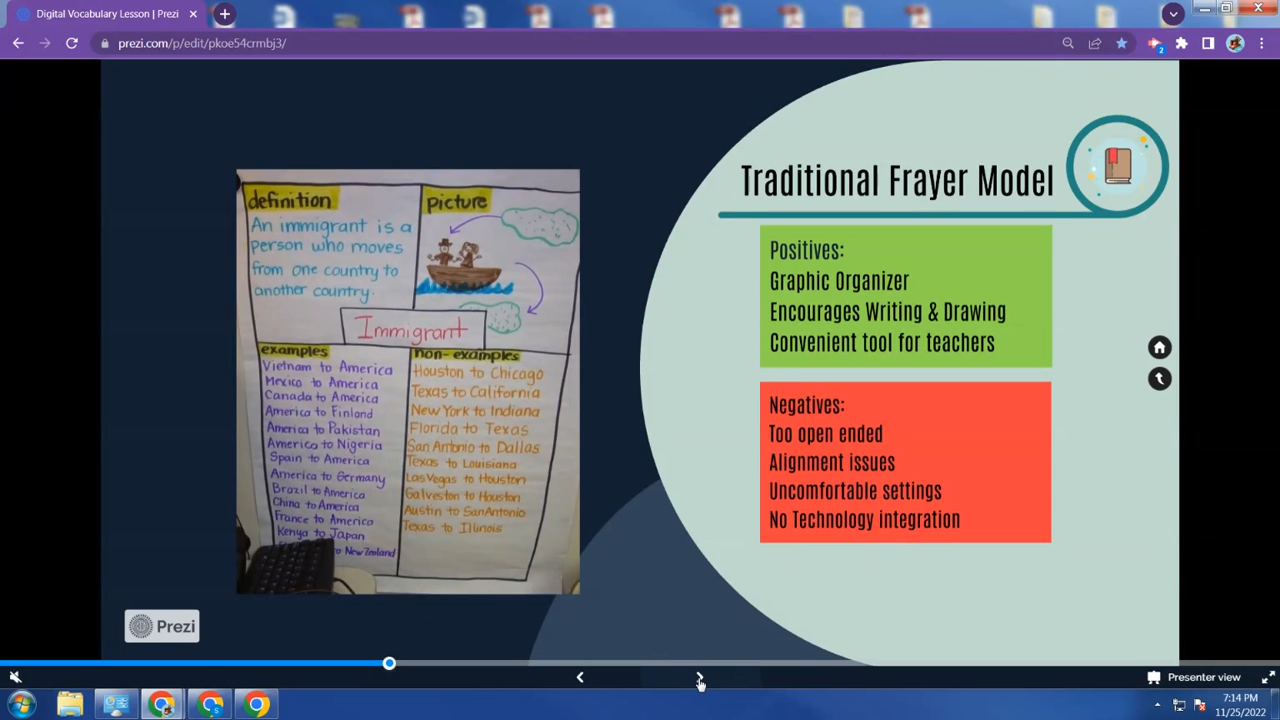 Digital Vocabulary Lesson | Prezi
prezi.com/p/edit/pkoe54crmbj3/
2
definition
An immigrant is a
person who moves
from one country to
another country.
picture
Immigrant
examples
Vietnam to America
Mexico to America
Canada to America
America to Finland
America to Pakistan
America to Nigeria
Spain to America
America to Germany
Brazil to America
China to America
France to America
Kenya to Japan
to New Zealand
non-examples
Houston to Chicago
Texas to California
New York to Indiana
Florida to Texas
San Antonio to Dallas
Texas to Louisiana
Las Vegas to Houston
Galveston to Houston
Austin to San Antonio
Texas to Illinois
Traditional Frayer Model
Positives:
Graphic Organizer
Encourages Writing & Drawing
Convenient tool for teachers
Negatives:
Too open ended
Alignment issues
Uncomfortable settings
No Technology integration
Prezi
Presenter view
7:14 PM
11/25/2022